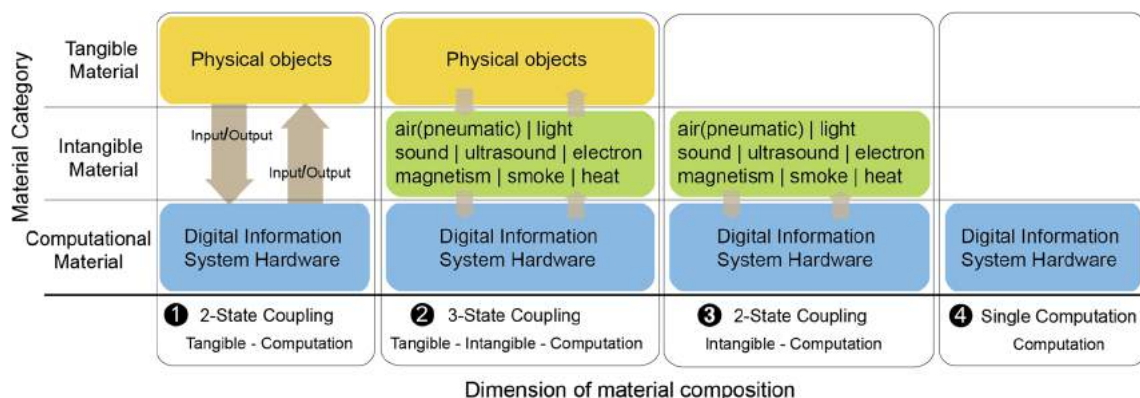 Material Category
Tangible
Material
Physical objects
Physical objects
Input/Output
Input/Output
Intangible
Material
air(pneumatic) | light
sound | ultrasound | electron
magnetism | smoke | heat
air(pneumatic) | light
sound | ultrasound | electron
magnetism | smoke | heat
Computational
Material
Digital Information
System Hardware
Digital Information
System Hardware
Digital Information
System Hardware
Digital Information
System Hardware
1 2-State Coupling
Tangible - Computation
2 3-State Coupling
Tangible - Intangible - Computation
3 2-State Coupling
Intangible - Computation
4 Single Computation
Computation
Dimension of material composition